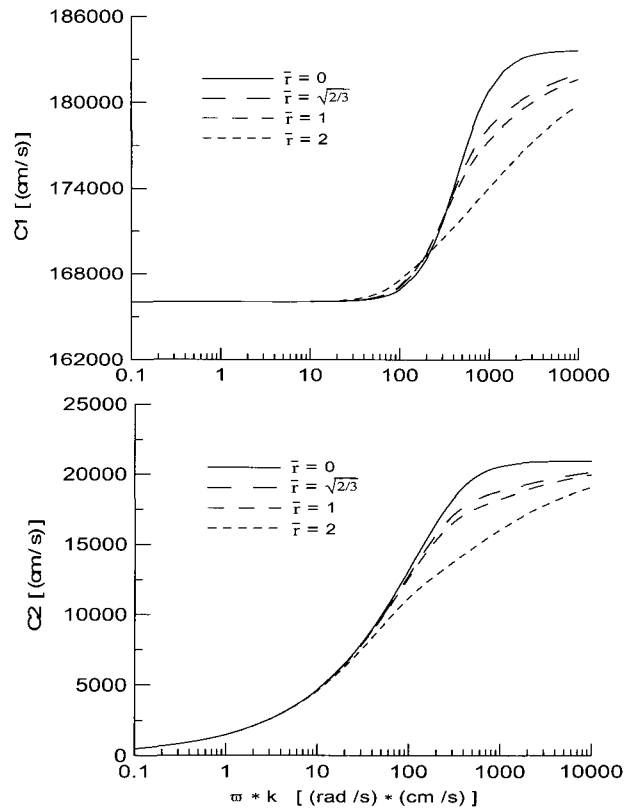 186000
180000
174000
168000
162000
C1 [ (cm/ s) ]
r̄ = 0
r̄ = √2/3
r̄ = 1
r̄ = 2
0.1 1 10 100 1000 10000
25000
20000
15000
10000
5000
0
C2 [ (cm/ s) ]
r̄ = 0
r̄ = √2/3
r̄ = 1
r̄ = 2
0.1 1 10 100 1000 10000
ϖ * k [ (rad /s) * (cm /s) ]